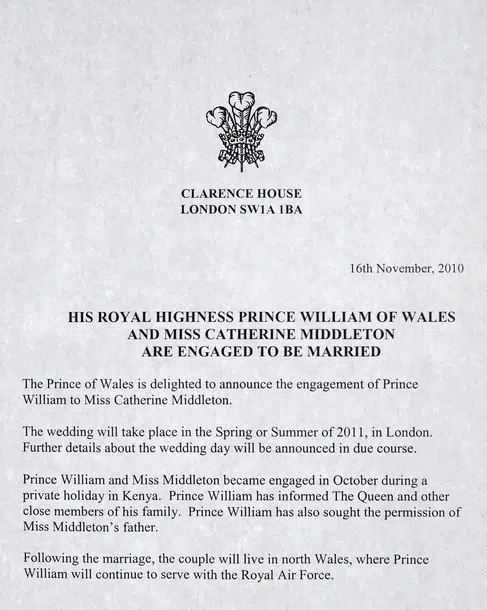 CLARENCE HOUSE
LONDON SW1A 1BA
16th November, 2010
HIS ROYAL HIGHNESS PRINCE WILLIAM OF WALES
AND MISS CATHERINE MIDDLETON
ARE ENGAGED TO BE MARRIED
The Prince of Wales is delighted to announce the engagement of Prince
William to Miss Catherine Middleton.
The wedding will take place in the Spring or Summer of 2011, in London.
Further details about the wedding day will be announced in due course.
Prince William and Miss Middleton became engaged in October during a
private holiday in Kenya.  Prince William has informed The Queen and other
close members of his family.  Prince William has also sought the permission of
Miss Middleton's father.
Following the marriage, the couple will live in north Wales, where Prince
William will continue to serve with the Royal Air Force.